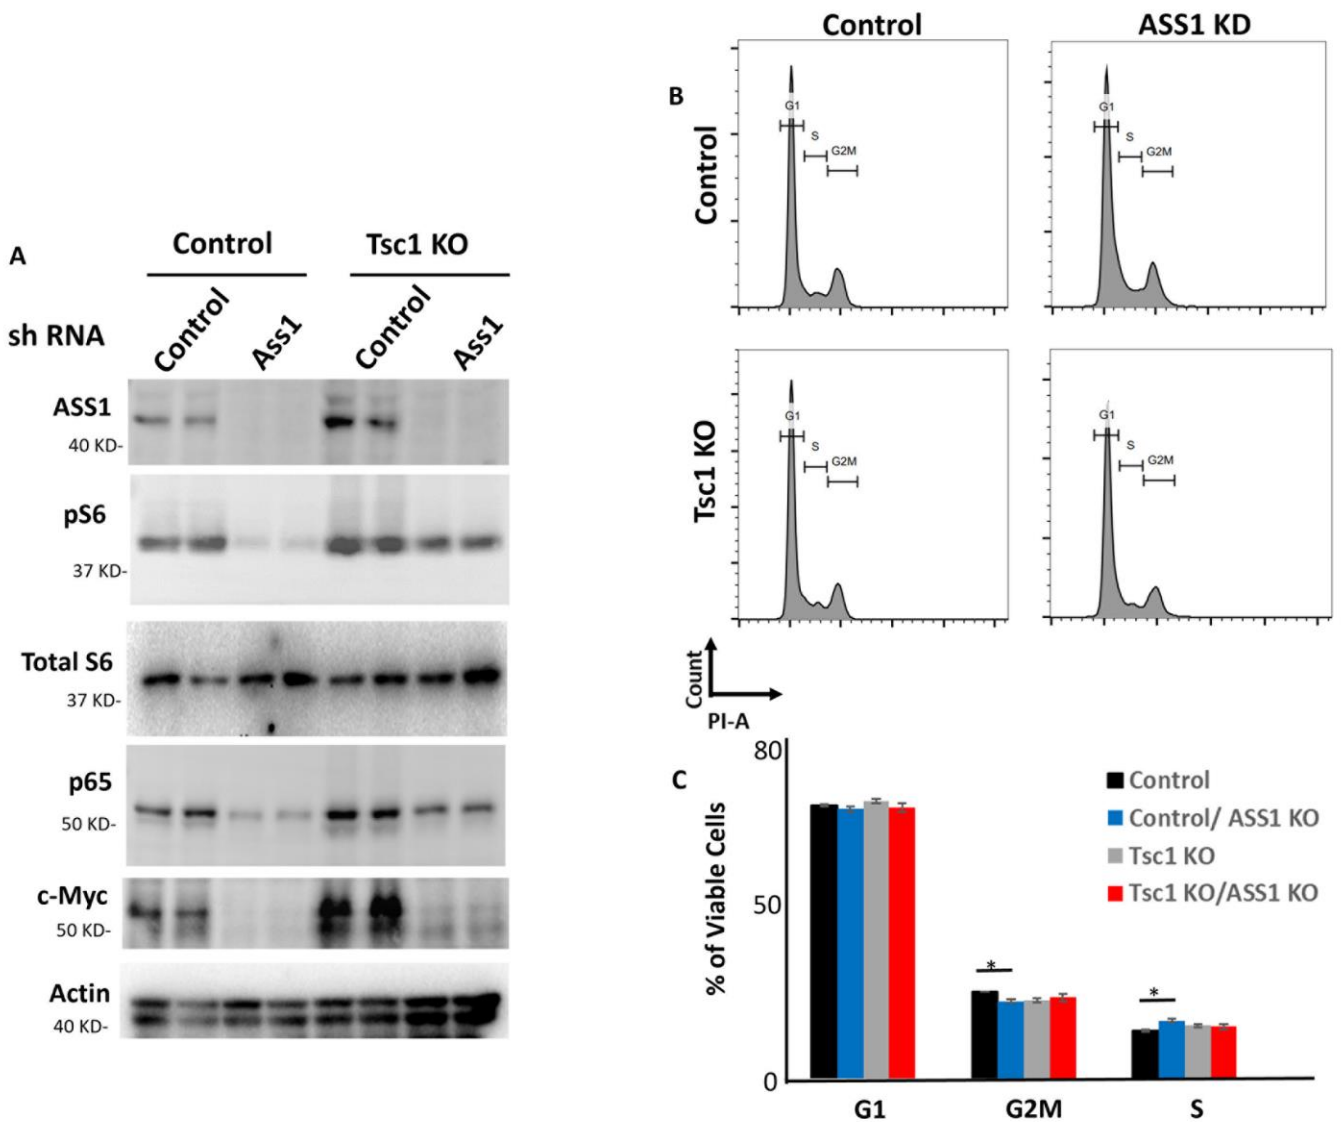 A
Control
Tsc1 KO
sh RNA
Control
Ass1
Control
Ass1
ASS1
40 KD-
pS6
37 KD-
Total S6
37 KD-
p65
50 KD-
c-Myc
50 KD-
Actin
40 KD-
B
Control
ASS1 KD
Control
G1
S
G2M
G1
S
G2M
Tsc1 KO
G1
S
G2M
G1
S
G2M
Count
PI-A
C
% of Viable Cells
80
50
0
Control
Control/ ASS1 KO
Tsc1 KO
Tsc1 KO/ASS1 KO
*
*
G1
G2M
S